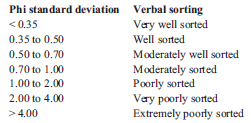 Phi standard deviation Verbal sorting
< 0.35 Very well sorted
0.35 to 0.50 Well sorted
0.50 to 0.70 Moderately well sorted
0.70 to 1.00 Moderately sorted
1.00 to 2.00 Poorly sorted
2.00 to 4.00 Very poorly sorted
> 4.00 Extremely poorly sorted